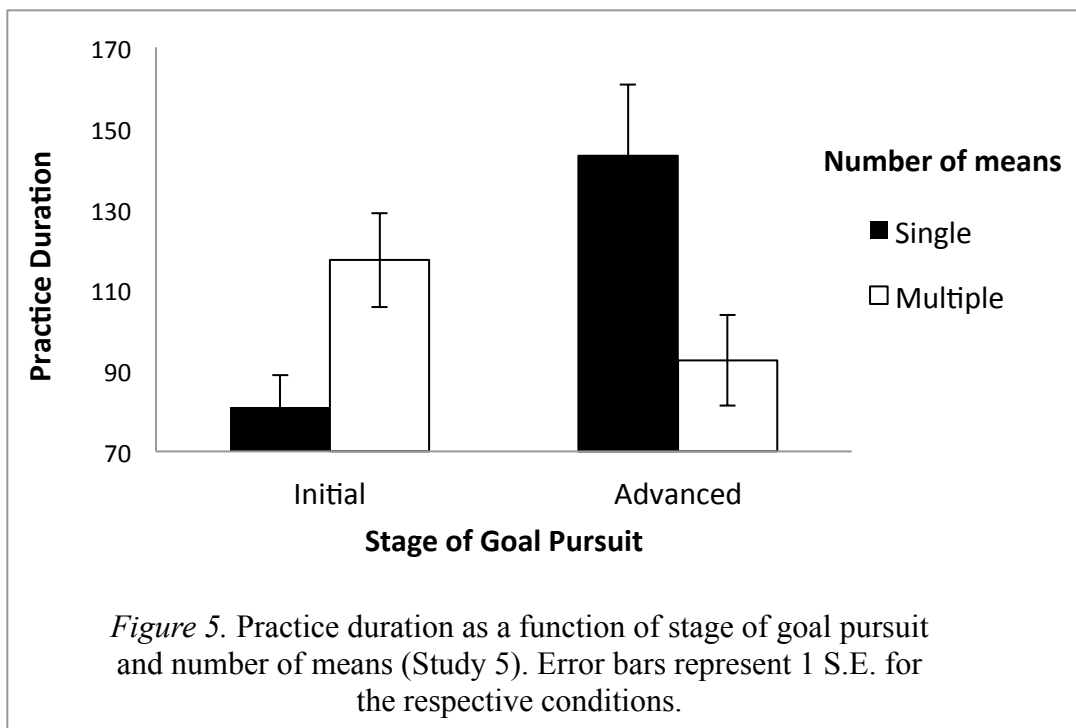 170
150
130
110
90
70
Practice Duration
Initial
Advanced
Stage of Goal Pursuit
Number of means
Single
Multiple
Figure 5. Practice duration as a function of stage of goal pursuit
and number of means (Study 5). Error bars represent 1 S.E. for
the respective conditions.